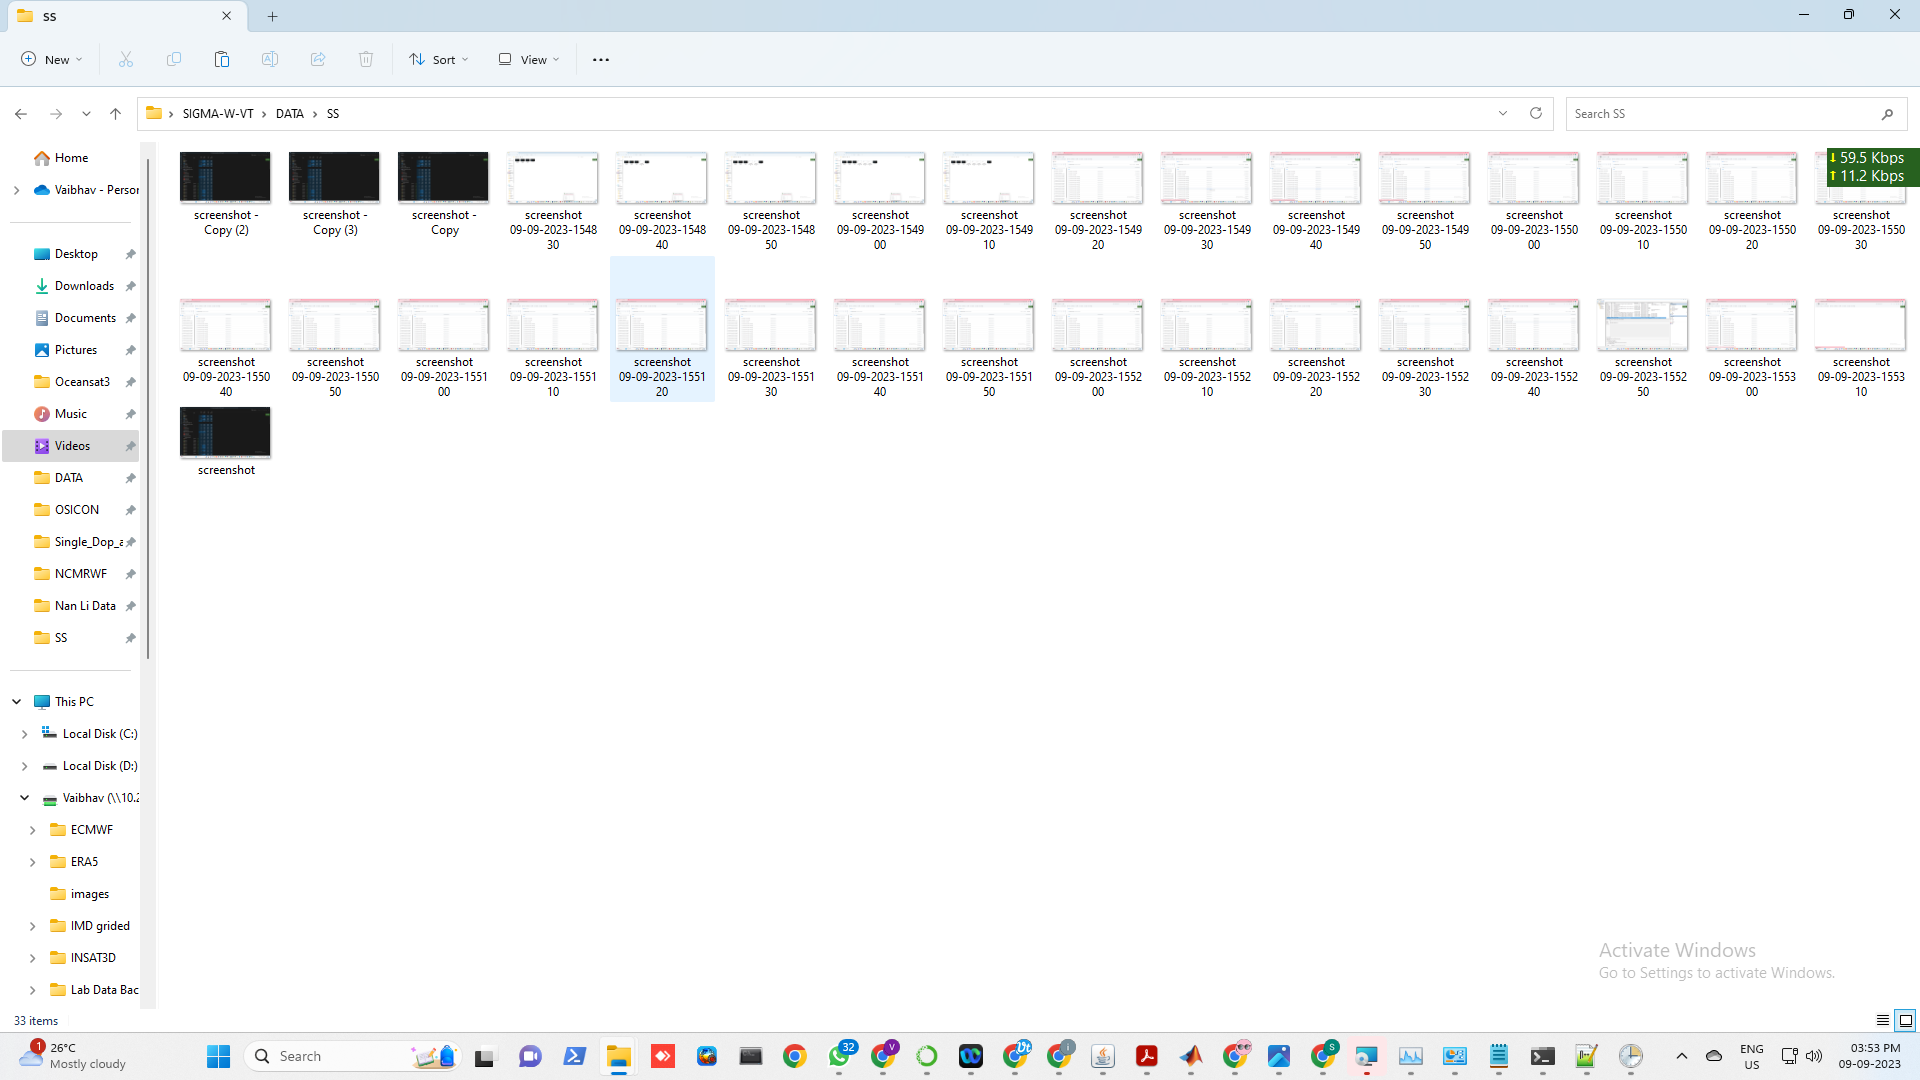 SS
New
Sort
View
SIGMA-W-VT
DATA
SS
Search SS
59.5 Kbps
11.2 Kbps
Home
Vaibhav - Person
Desktop
Downloads
Documents
Pictures
Oceansat3
Music
Videos
DATA
OSICON
Single_Dop_a
NCMRWF
Nan Li Data
SS
This PC
Local Disk (C:)
Local Disk (D:)
Vaibhav (\\10.2
ECMWF
ERA5
images
IMD grided
INSAT3D
Lab Data Bac
screenshot -
Copy (2)
screenshot -
Copy (3)
screenshot -
Copy
screenshot
09-09-2023-1548
30
screenshot
09-09-2023-1548
40
screenshot
09-09-2023-1548
50
screenshot
09-09-2023-1549
00
screenshot
09-09-2023-1549
10
screenshot
09-09-2023-1549
20
screenshot
09-09-2023-1549
30
screenshot
09-09-2023-1549
40
screenshot
09-09-2023-1549
50
screenshot
09-09-2023-1550
00
screenshot
09-09-2023-1550
10
screenshot
09-09-2023-1550
20
screenshot
09-09-2023-1550
30
screenshot
09-09-2023-1550
40
screenshot
09-09-2023-1550
50
screenshot
09-09-2023-1551
00
screenshot
09-09-2023-1551
10
screenshot
09-09-2023-1551
20
screenshot
09-09-2023-1551
30
screenshot
09-09-2023-1551
40
screenshot
09-09-2023-1551
50
screenshot
09-09-2023-1552
00
screenshot
09-09-2023-1552
10
screenshot
09-09-2023-1552
20
screenshot
09-09-2023-1552
30
screenshot
09-09-2023-1552
40
screenshot
09-09-2023-1552
50
screenshot
09-09-2023-1553
00
screenshot
09-09-2023-1553
10
screenshot
Activate Windows
Go to Settings to activate Windows.
33 items
1
26°C
Mostly cloudy
Search
32
V
i
S
ENG
US
03:53 PM
09-09-2023